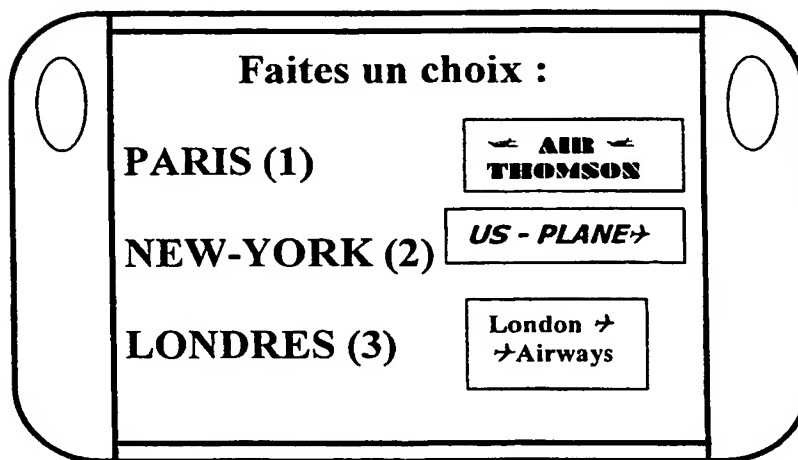 Faites un choix :
PARIS (1)
AIR
THOMSON
NEW-YORK (2)
US - PLANE
LONDRES (3)
London
Airways